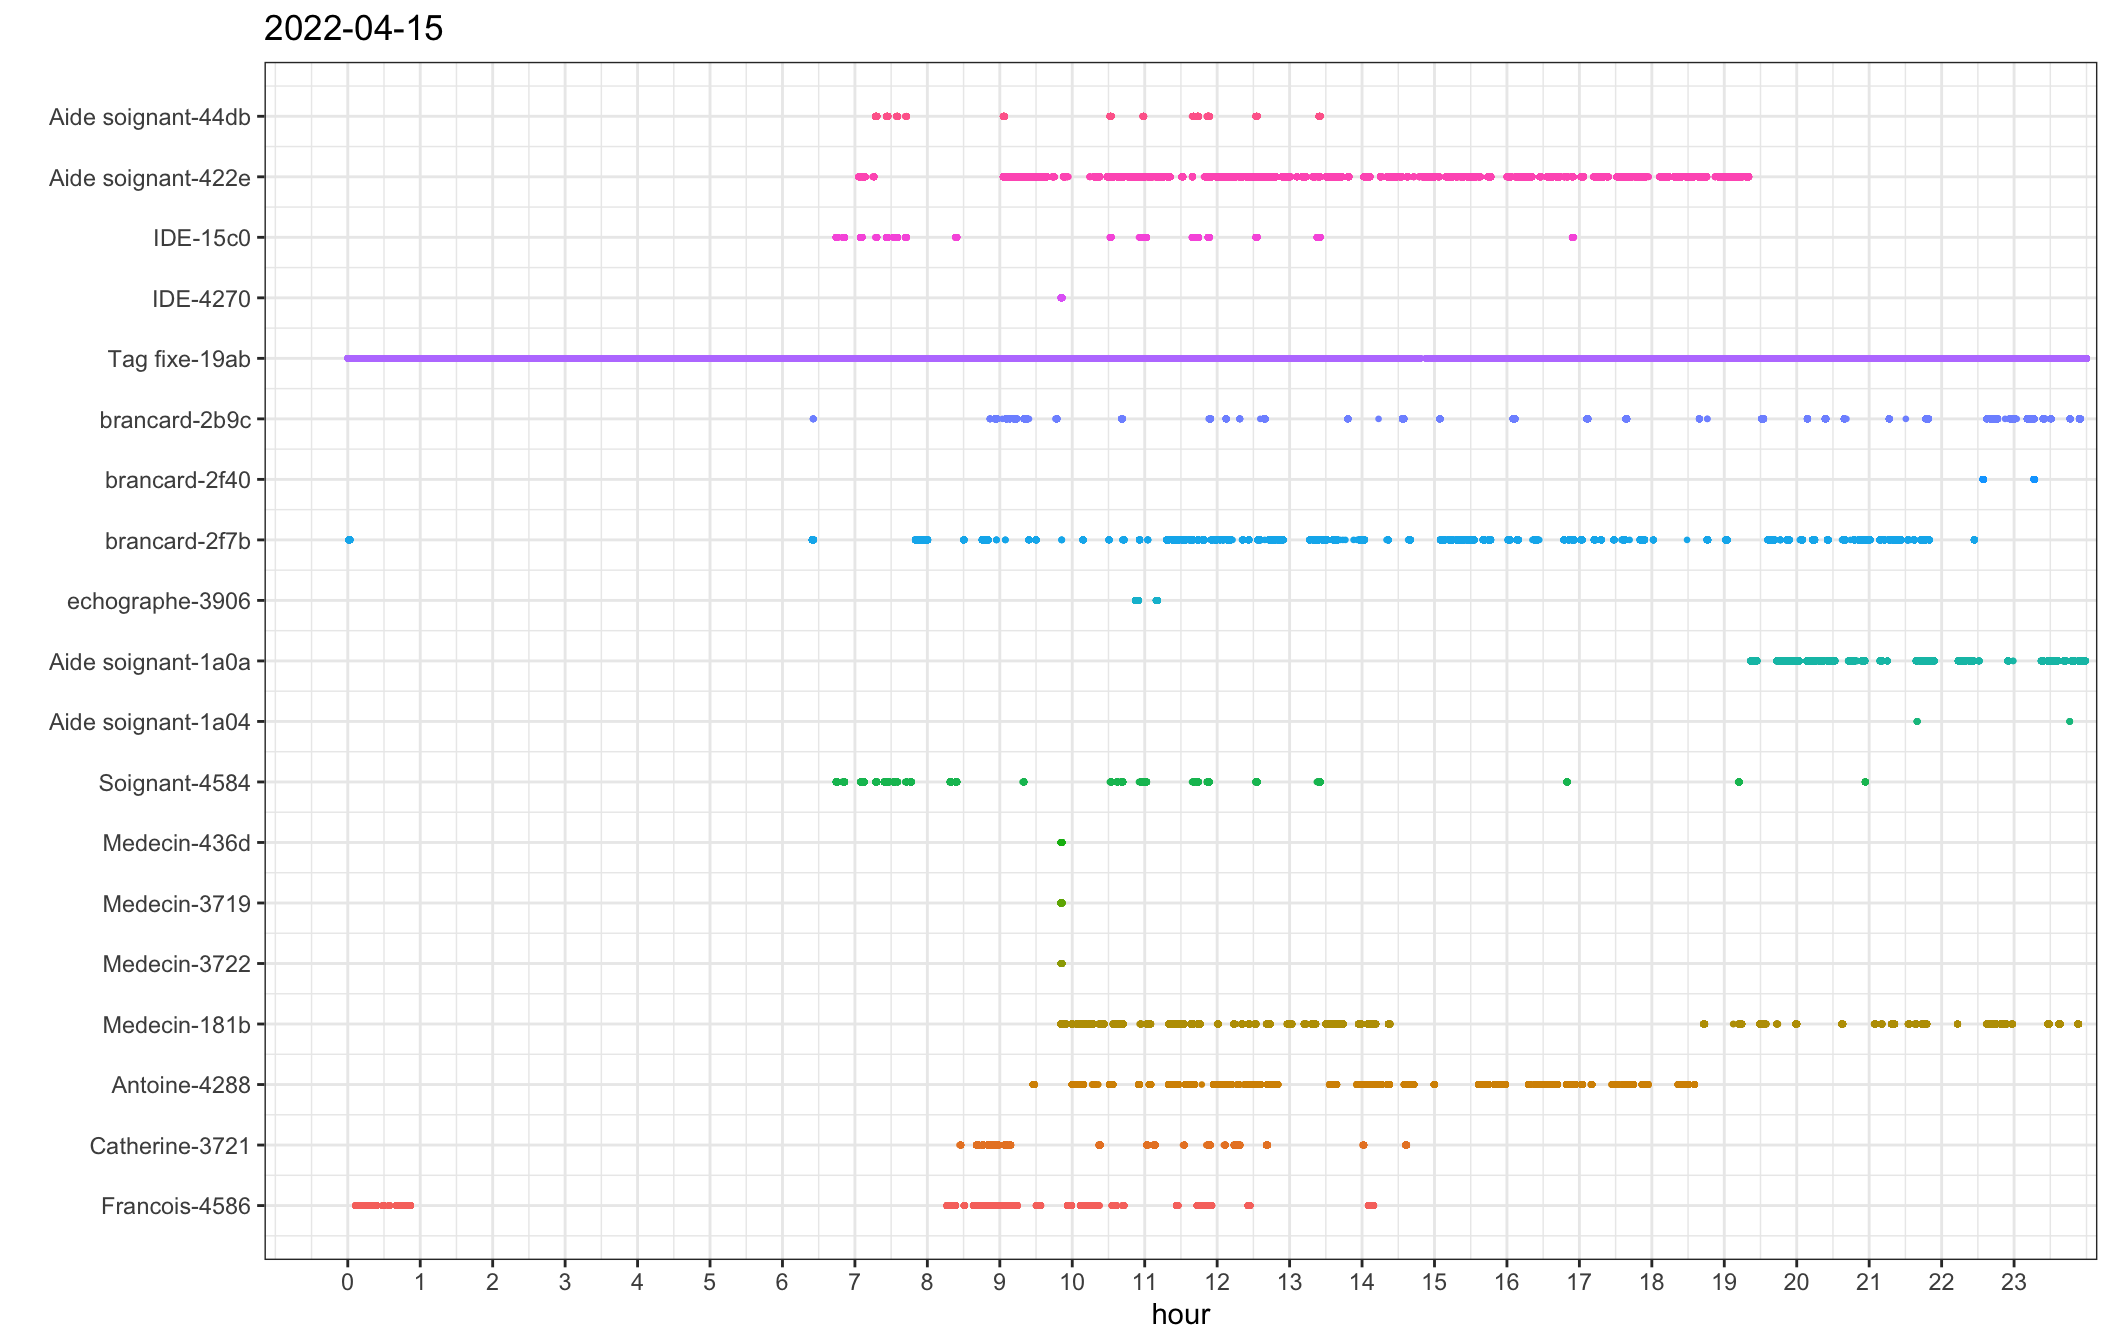 2022-04-15
Aide soignant-44db
Aide soignant-422e
IDE-15c0
IDE-4270
Tag fixe-19ab
brancard-2b9c
brancard-2f40
brancard-2f7b
echographe-3906
Aide soignant-1a0a
Aide soignant-1a04
Soignant-4584
Medecin-436d
Medecin-3719
Medecin-3722
Medecin-181b
Antoine-4288
Catherine-3721
Francois-4586
0 1 2 3 4 5 6 7 8 9 10 11 12 13 14 15 16 17 18 19 20 21 22 23
hour